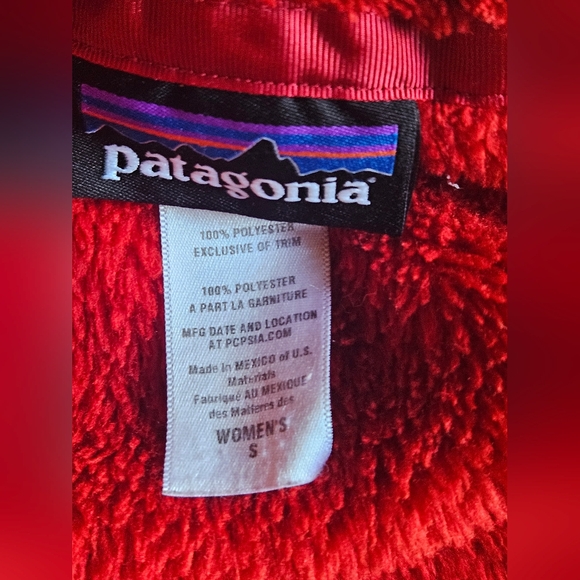 patagonia
100% POLYESTER
EXCLUSIVE OF TRIM
100% POLYESTER
A PART LA GARNITURE
MFG DATE AND LOCATION
AT PCPSIA.COM
Made in MEXICO of U.S.
Materials
Fabriqué AU MEXIQUE
des Matieres des
WOMEN'S
S